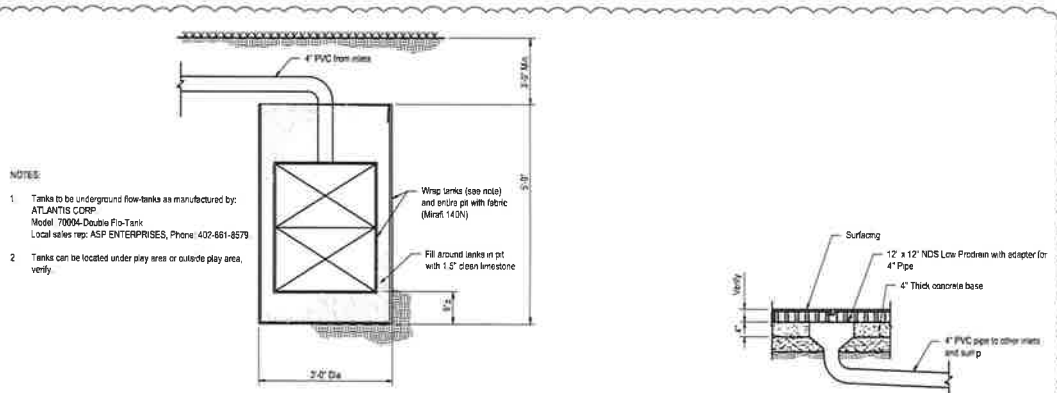 4" PVC from inlets
3'-0" Min
5'-0"
NOTES:
1 Tanks to be underground flow-tanks as manufactured by:
ATLANTIS CORP
Model 70004-Double Flo-Tank
Local sales rep: ASP ENTERPRISES, Phone: 402-661-8579
2 Tanks can be located under play area or outside play area,
verify.
Wrap tanks (see note)
and entire pit with fabric
(Mirafi 140N)
Fill around tanks in pit
with 1.5" clean limestone
3'-0" Dia
Surfacing
12" x 12" NDS Low Prodrain with adapter for
4" Pipe
4" Thick concrete base
Verify
4"
4" PVC pipe to other inlets
and sump